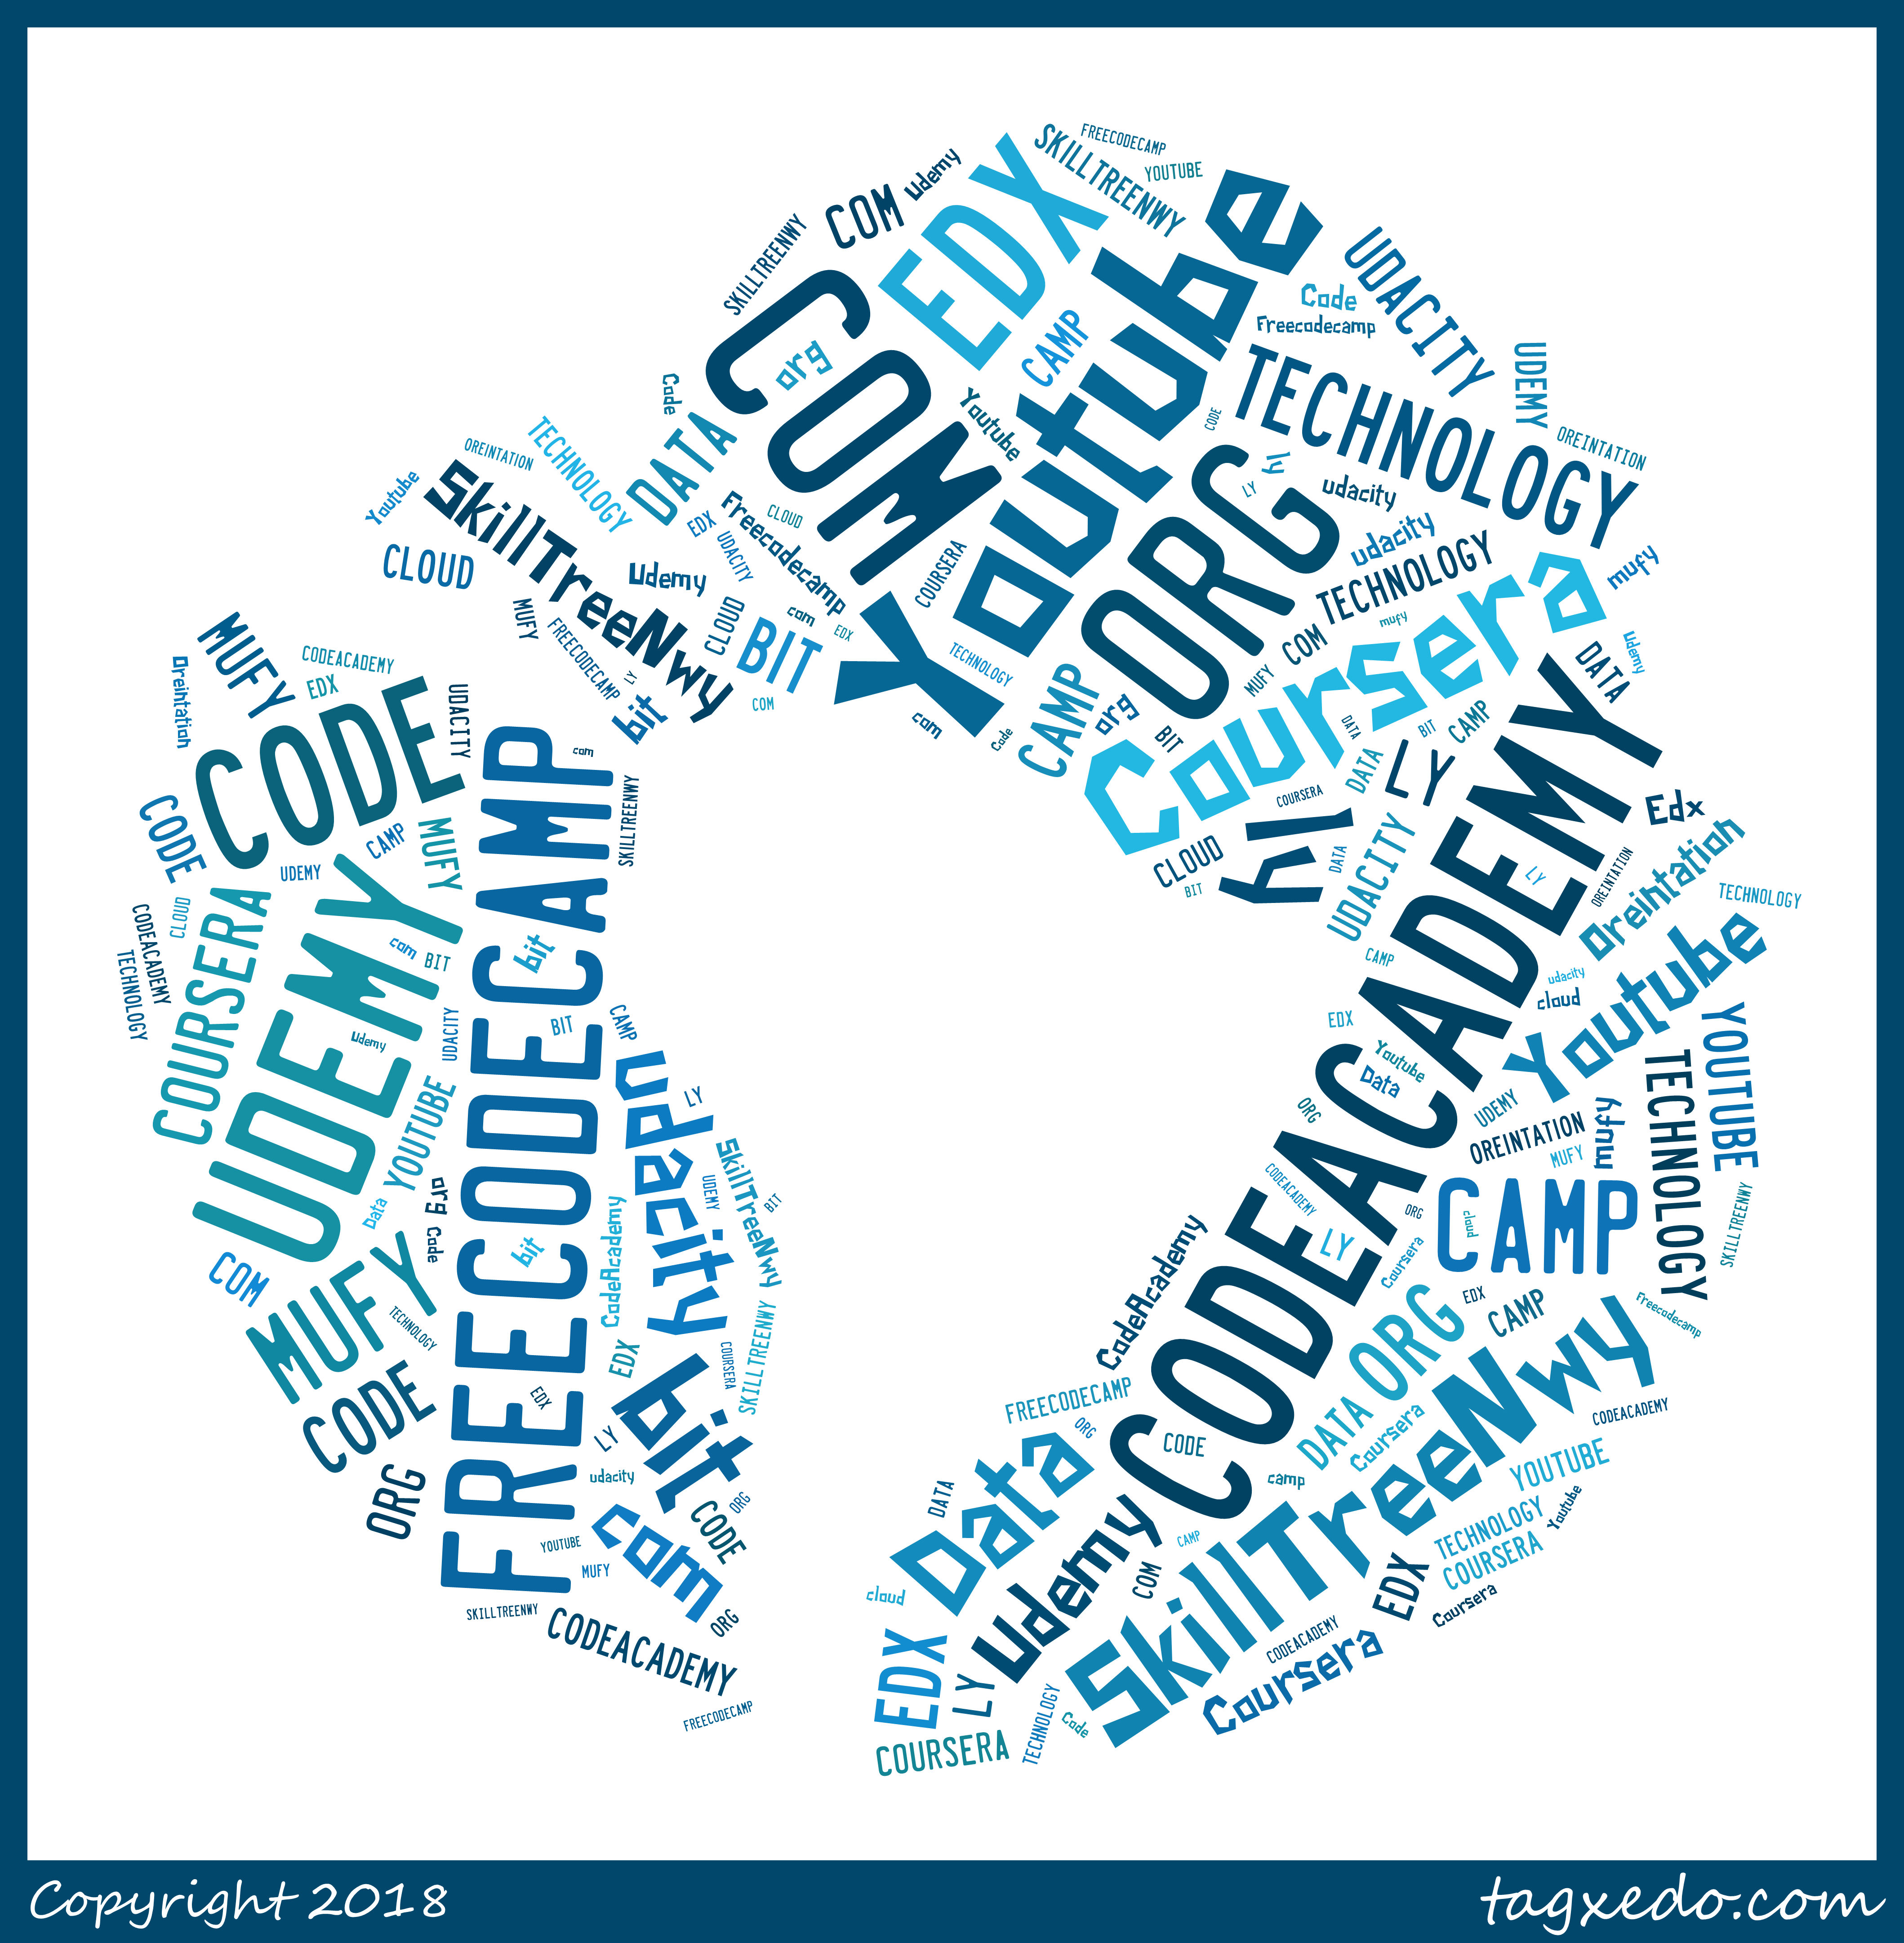 FREECODECAMP
SKILLTREENWY
YOUTUBE
Udemy
COM
EDX
SKILLTREENWY
Youtube
UDACITY
Code
Freecodecamp
COM
org
CAMP
UDEMY
TECHNOLOGY
Code
DATA
Youtube
CODE
OREINTATION
TECHNOLOGY
OREINTATION
ORG
ly
LY
udacity
Youtube
SkillTreeNwy
CLOUD
EDX
UDACITY
Freecodecamp
CLOUD
COURSERA
udacity
TECHNOLOGY
mufy
Coursera
Udemy
MUFY
FREECODECAMP
CLOUD
BIT
com
EDX
TECHNOLOGY
mufy
COM
MUFY
Udemy
DATA
MUFY
CODEACADEMY
EDX
Oreintation
UDACITY
LY
bit
COM
com
Code
CAMP
org
BIT
DATA
BIT
CAMP
CODE
FREECODECAMP
com
SKILLTREENWY
DATA
LY
COURSERA
CODEACADEMY
Edx
CODE
CAMP
MUFY
UDEMY
CLOUD
BIT
LY
DATA
UDACITY
LY
OREINTATION
Oreintation
COURSERA
CLOUD
UDEMY
com
BIT
bit
CODEACADEMY
TECHNOLOGY
CAMP
udacity
cloud
TECHNOLOGY
Youtube
Udemy
UDACITY
BIT
CAMP
EDX
Youtube
Data
YOUTUBE
TECHNOLOGY
YOUTUBE
udacity
LY
ORG
UDEMY
OREINTATION
MUFY
mufy
Data
org
Code
CodeAcademy
UDEMY
SkillTreeNwy
BIT
CODEACADEMY
ORG
CAMP
cloud
SKILLTREENWY
COM
bit
LY
Coursera
CodeAcademy
MUFY
TECHNOLOGY
EDX
COURSERA
SKILLTREENWY
ORG
EDX
CAMP
Freecodecamp
CODE
EDX
LY
bit
FREECODECAMP
ORG
DATA
Coursera
SkillTreeNwy
CODEACADEMY
ORG
udacity
CODE
ORG
DATA
Data
CODE
camp
YOUTUBE
YOUTUBE
com
MUFY
Udemy
CAMP
COM
TECHNOLOGY
Youtube
COURSERA
SKILLTREENWY
ORG
cloud
EDX
Coursera
CODEACADEMY
EDX
LY
CODEACADEMY
Coursera
FREECODECAMP
COURSERA
TECHNOLOGY
Code
Copyright 2018
tagxedo.com